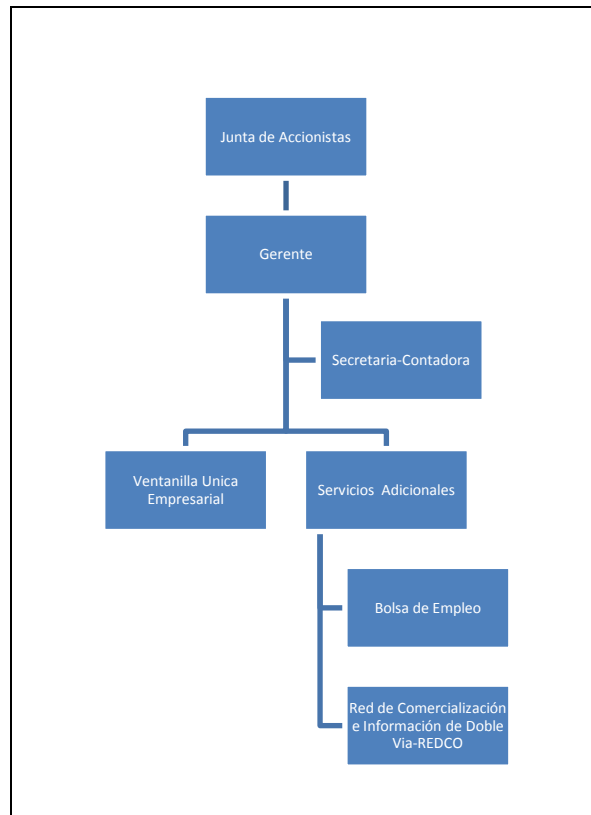 Junta de Accionistas
Gerente
Secretaria-Contadora
Ventanilla Unica
Empresarial
Servicios Adicionales
Bolsa de Empleo
Red de Comercialización
e Información de Doble
Via-REDCO